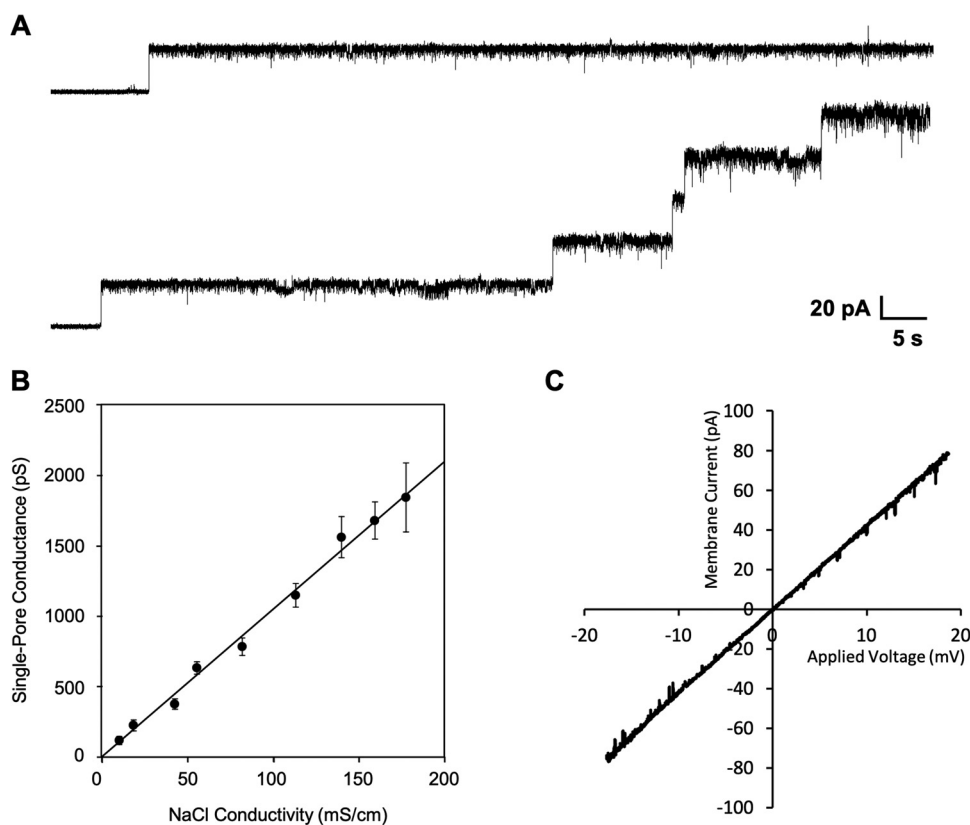 A
20 pA
5 s
B
Single-Pore Conductance (pS)
2500
2000
1500
1000
500
0
0 50 100 150 200
NaCl Conductivity (mS/cm)
C
Membrane Current (pA)
100
80
60
40
20
0
-20 -10 0 10 20
Applied Voltage (mV)
-20
-40
-60
-80
-100